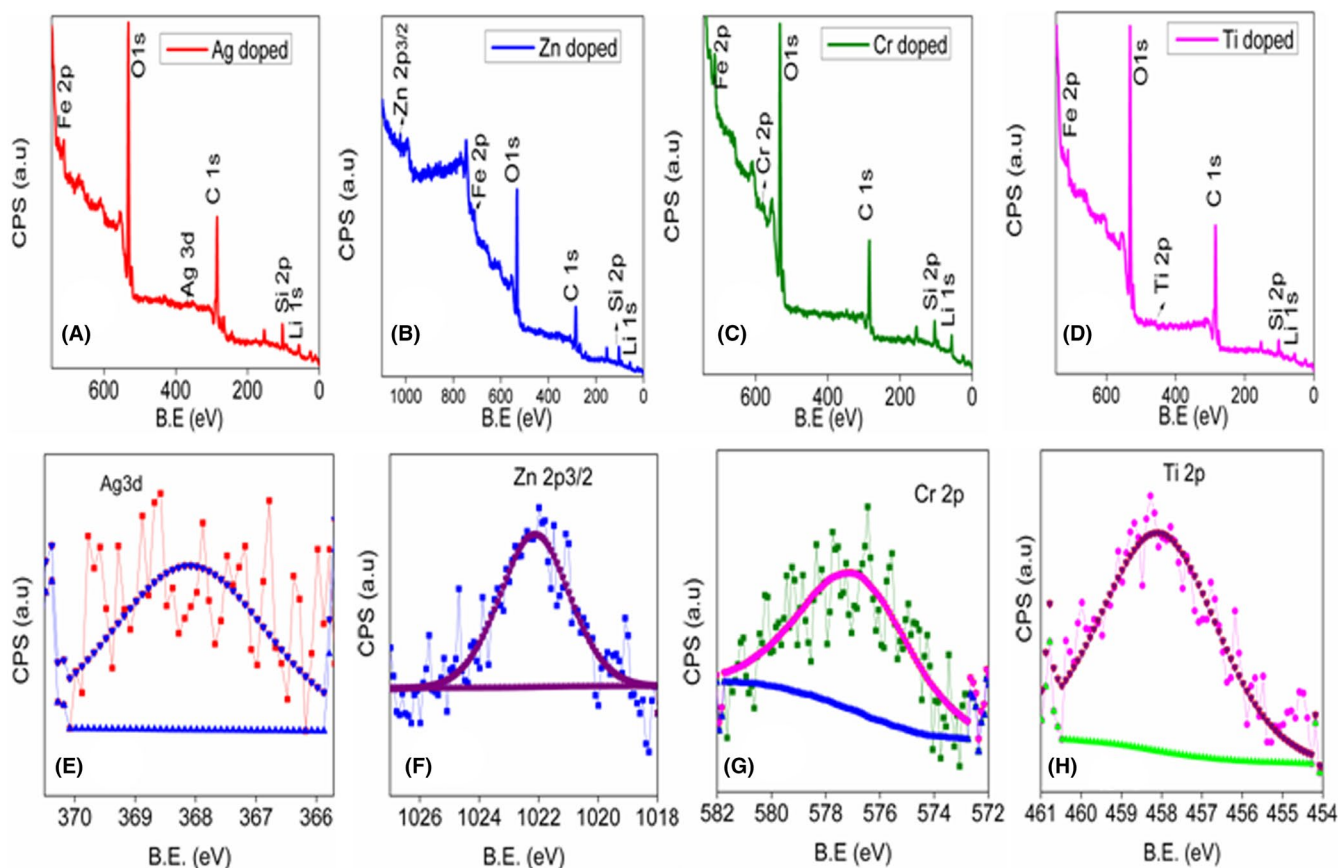 Ag doped
CPS (a.u)
Fe 2p
O1s
Ag 3d
C 1s
Si 2p
Li 1s
(A)
600 400 200 0
B.E (eV)
Zn doped
CPS (a.u)
Zn 2p3/2
Fe 2p
O1s
C 1s
Si 2p
Li 1s
(B)
1000 800 600 400 200 0
B.E (eV)
Cr doped
CPS (a.u)
Fe 2p
Cr 2p
O1s
C 1s
Si 2p
Li 1s
(C)
600 400 200 0
B.E (eV)
Ti doped
CPS (a.u)
Fe 2p
O1s
Ti 2p
C 1s
Si 2p
Li 1s
(D)
600 400 200 0
B.E (eV)
Ag3d
CPS (a.u)
(E)
370 369 368 367 366
B.E. (eV)
Zn 2p3/2
CPS (a.u)
(F)
1026 1024 1022 1020 1018
B.E. (eV)
Cr 2p
CPS (a.u)
(G)
582 580 578 576 574 572
B.E (eV)
Ti 2p
CPS (a.u)
(H)
461 460 459 458 457 456 455 454
B.E. (eV)